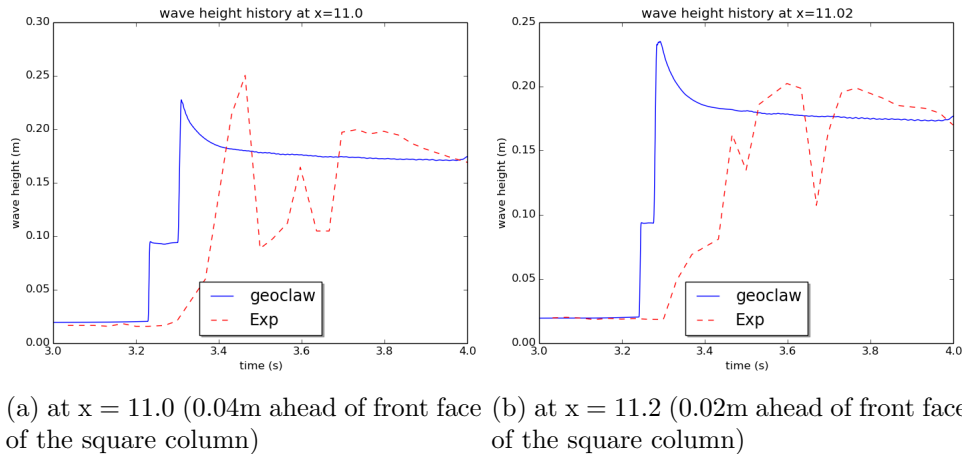 wave height history at x=11.0
0.30
0.25
0.20
0.15
0.10
0.05
0.00
wave height (m)
geoclaw
Exp
3.0 3.2 3.4 3.6 3.8 4.0
time (s)
wave height history at x=11.02
0.25
0.20
0.15
0.10
0.05
0.00
wave height (m)
geoclaw
Exp
3.0 3.2 3.4 3.6 3.8 4.0
time (s)
(a) at x = 11.0 (0.04m ahead of front face
of the square column)
(b) at x = 11.2 (0.02m ahead of front face
of the square column)